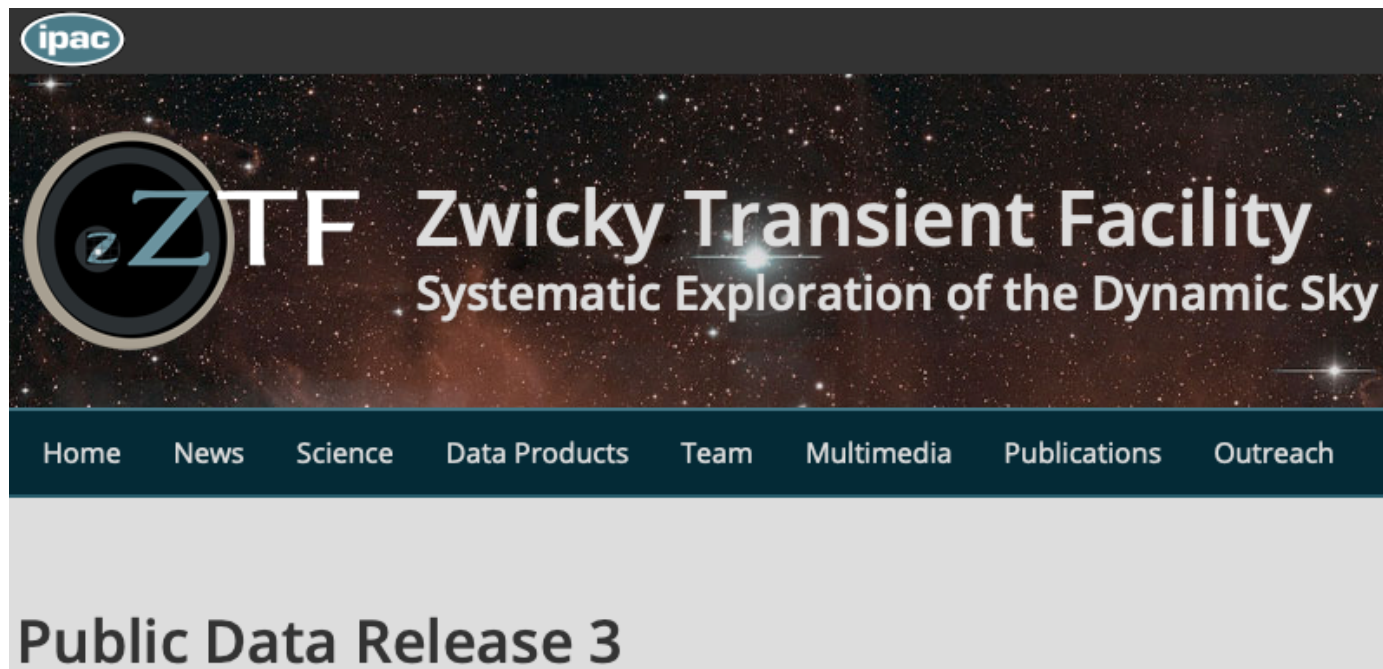 ipac
zZTF
Zwicky Transient Facility
Systematic Exploration of the Dynamic Sky
Home News Science Data Products Team Multimedia Publications Outreach
Public Data Release 3